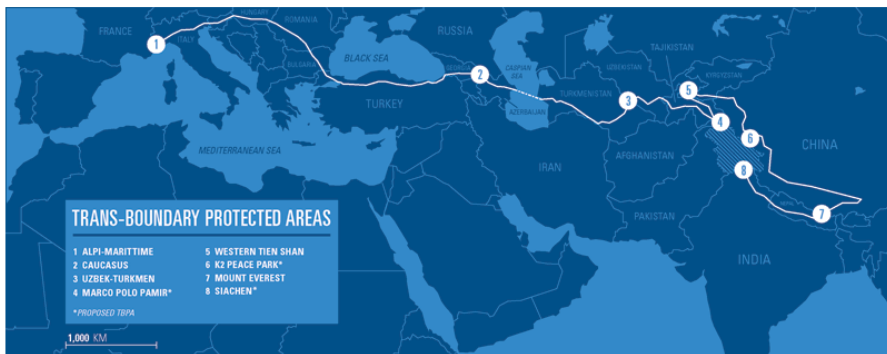 HUNGARY
FRANCE
ROMANIA
RUSSIA
1
ITALY
TAJIKISTAN
BLACK SEA
CASPIAN
SEA
UZBEKISTAN
KYRGYZSTAN
BULGARIA
GEORGIA
2
5
TURKMENISTAN
3
TURKEY
AZERBAIJAN
4
6
CHINA
MEDITERRANEAN SEA
AFGHANISTAN
IRAN
8
NEPAL
7
TRANS-BOUNDARY PROTECTED AREAS
PAKISTAN
1 ALPI-MARITTIME
2 CAUCASUS
3 UZBEK-TURKMEN
4 MARCO POLO PAMIR*
5 WESTERN TIEN SHAN
6 K2 PEACE PARK*
7 MOUNT EVEREST
8 SIACHEN*
INDIA
*PROPOSED TBPA
1,000 KM